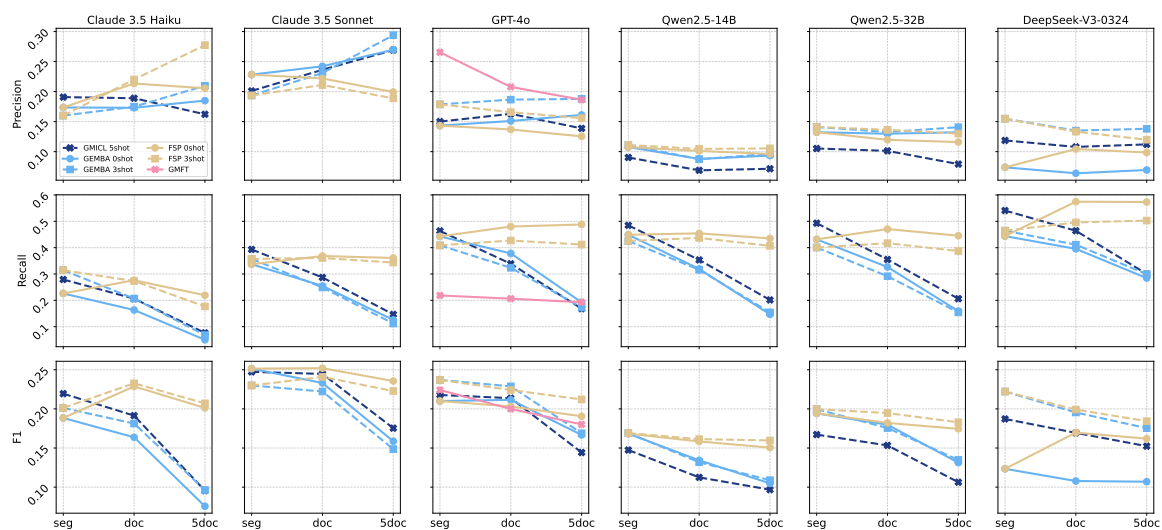 Claude 3.5 Haiku
Claude 3.5 Sonnet
GPT-4o
Qwen2.5-14B
Qwen2.5-32B
DeepSeek-V3-0324
Precision
0.30
0.25
0.20
0.15
0.10
GMICL 5shot
GEMBA 0shot
GEMBA 3shot
FSP 0shot
FSP 3shot
GMFT
Recall
0.6
0.5
0.4
0.3
0.2
0.1
F1
0.25
0.20
0.15
0.10
seg doc 5doc
seg doc 5doc
seg doc 5doc
seg doc 5doc
seg doc 5doc
seg doc 5doc